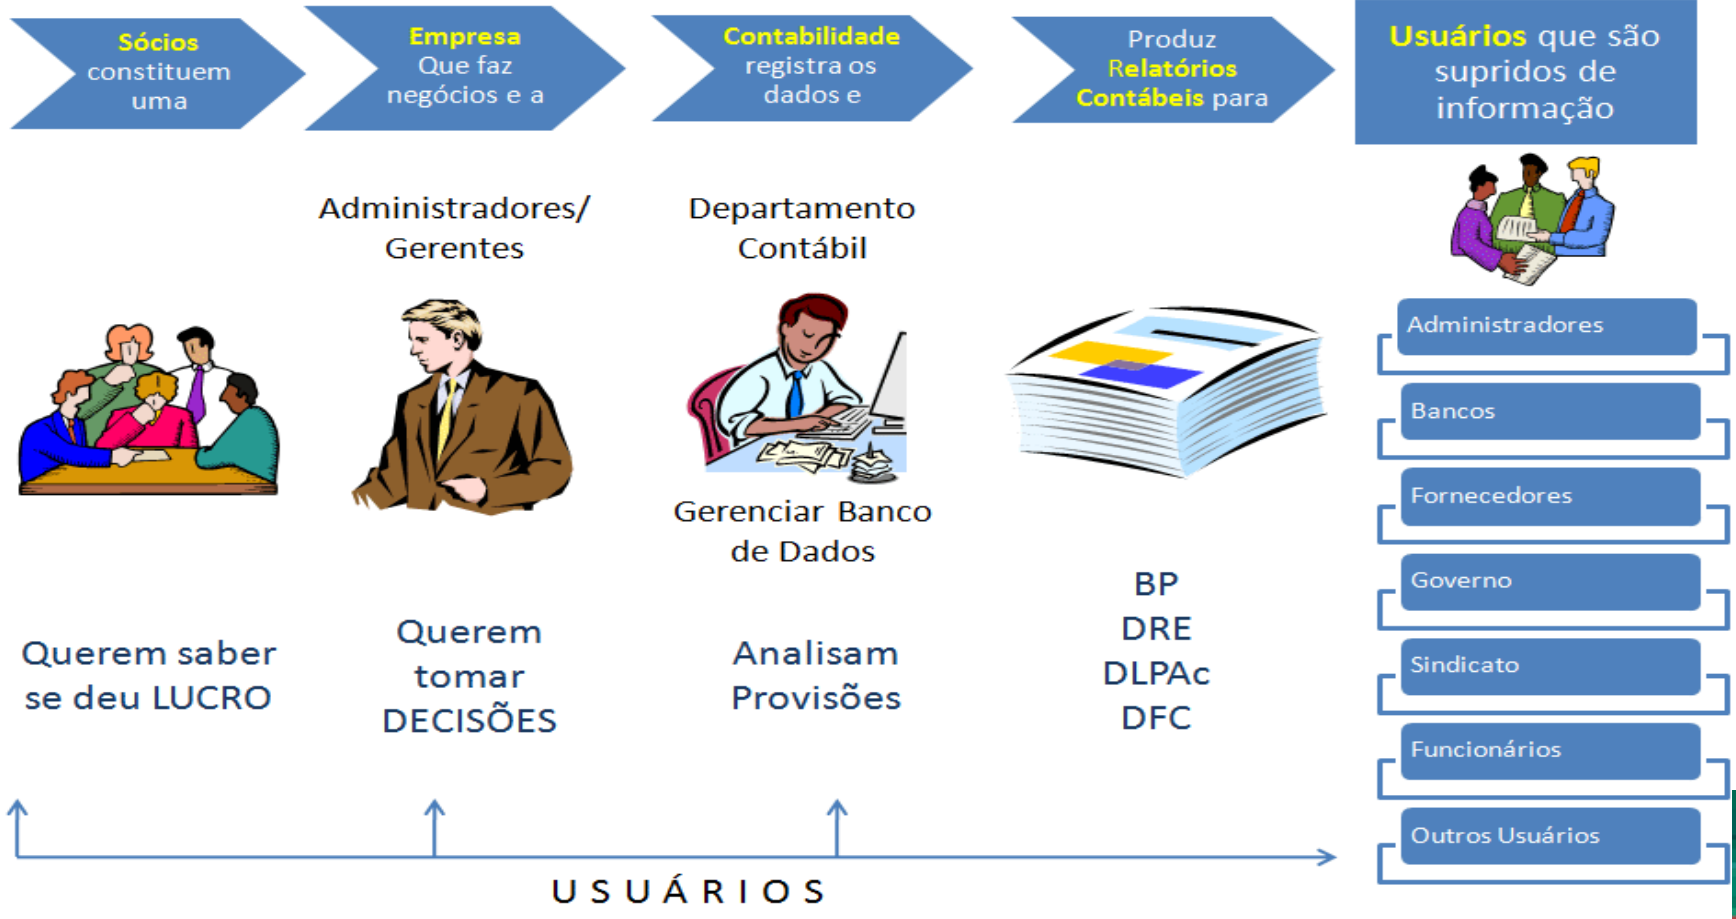 Sócios
constituem
uma
Empresa
Que faz
negócios e a
Contabilidade
registra os
dados e
Produz
Relatórios
Contábeis para
Usuários que são
supridos de
informação
Administradores/
Gerentes
Departamento
Contábil
Gerenciar Banco
de Dados
Querem saber
se deu LUCRO
Querem
tomar
DECISÕES
Analisam
Provisões
BP
DRE
DLPAc
DFC
Administradores
Bancos
Fornecedores
Governo
Sindicato
Funcionários
Outros Usuários
USUÁRIOS